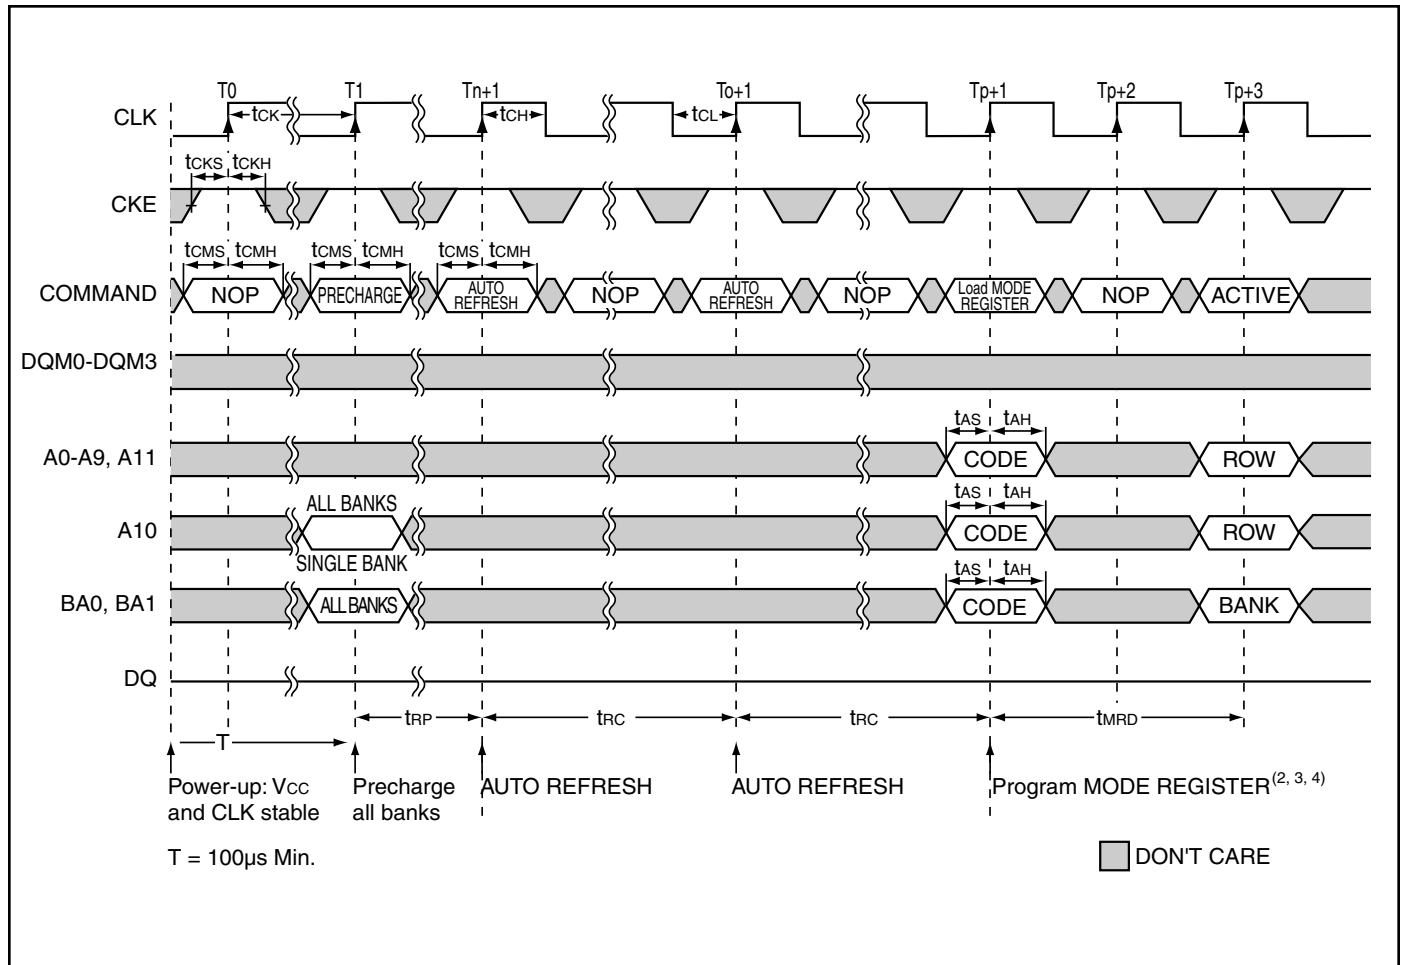 T0 T1 Tn+1 To+1 Tp+1 Tp+2 Tp+3
CLK tCK tCH tCL
tCKS tCKH
CKE
tCMS tCMH tCMS tCMH tCMS tCMH
COMMAND NOP PRECHARGE AUTO REFRESH NOP AUTO REFRESH NOP Load MODE REGISTER NOP ACTIVE
DQM0-DQM3
tAS tAH
A0-A9, A11 CODE ROW
ALL BANKS tAS tAH
A10 CODE ROW
SINGLE BANK tAS tAH
BA0, BA1 ALL BANKS CODE BANK
DQ
tRP tRC tRC tMRD
T
Power-up: VCC Precharge AUTO REFRESH AUTO REFRESH Program MODE REGISTER(2, 3, 4)
and CLK stable all banks
T = 100µs Min. DON'T CARE